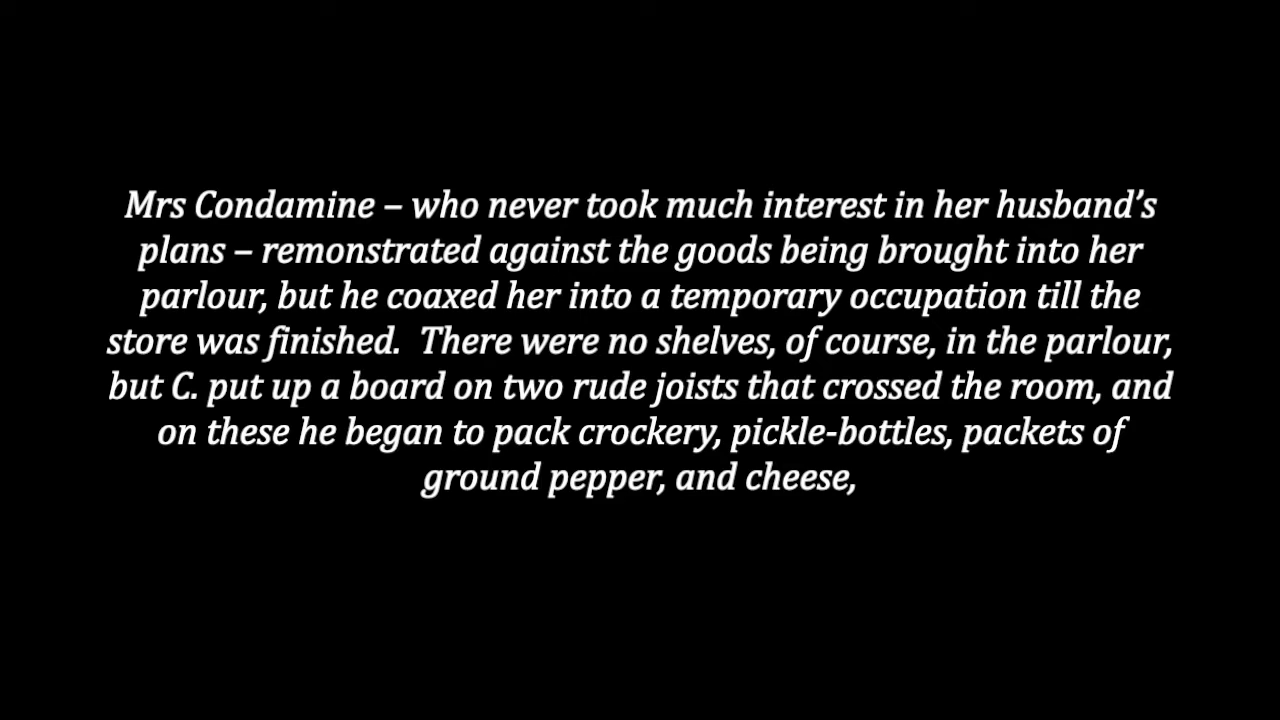 Mrs Condamine – who never took much interest in her husband’s
plans – remonstrated against the goods being brought into her
parlour, but he coaxed her into a temporary occupation till the
store was finished.  There were no shelves, of course, in the parlour,
but C. put up a board on two rude joists that crossed the room, and
on these he began to pack crockery, pickle-bottles, packets of
ground pepper, and cheese,